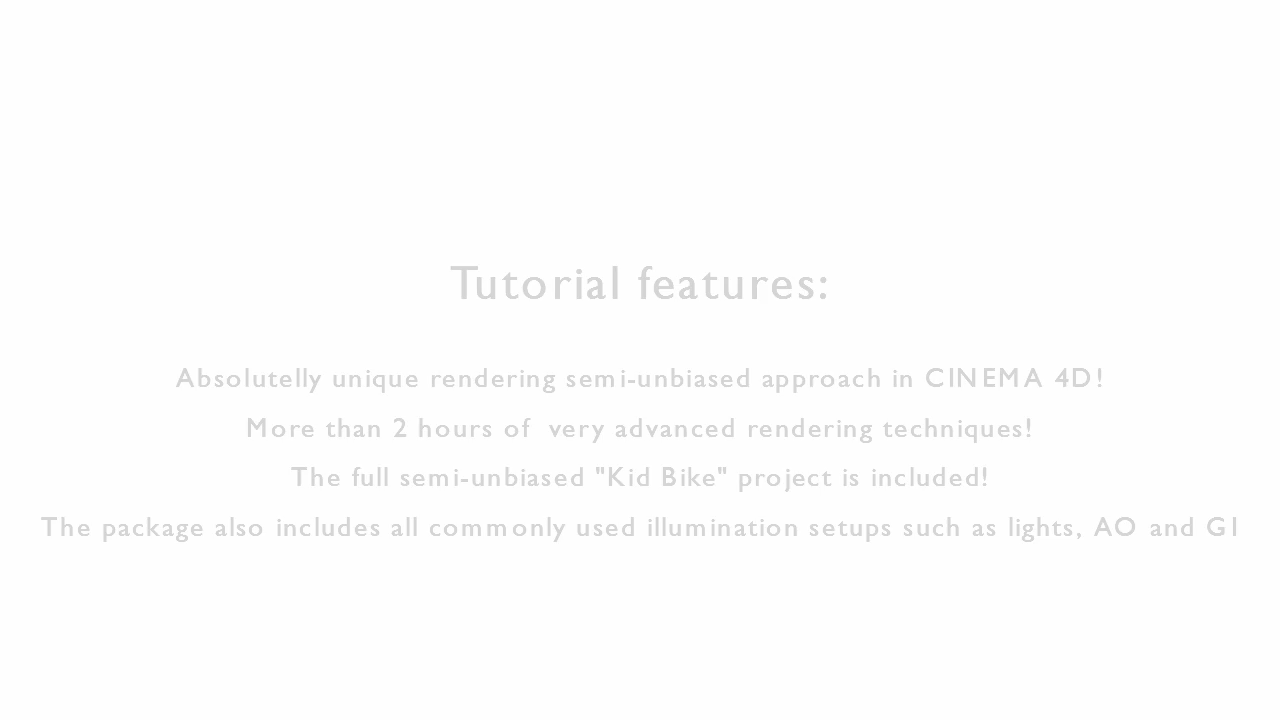 Tutorial features:
Absolutelly unique rendering semi-unbiased approach in CINEMA 4D!
More than 2 hours of very advanced rendering techniques!
The full semi-unbiased "Kid Bike" project is included!
The package also includes all commonly used illumination setups such as lights, AO and GI